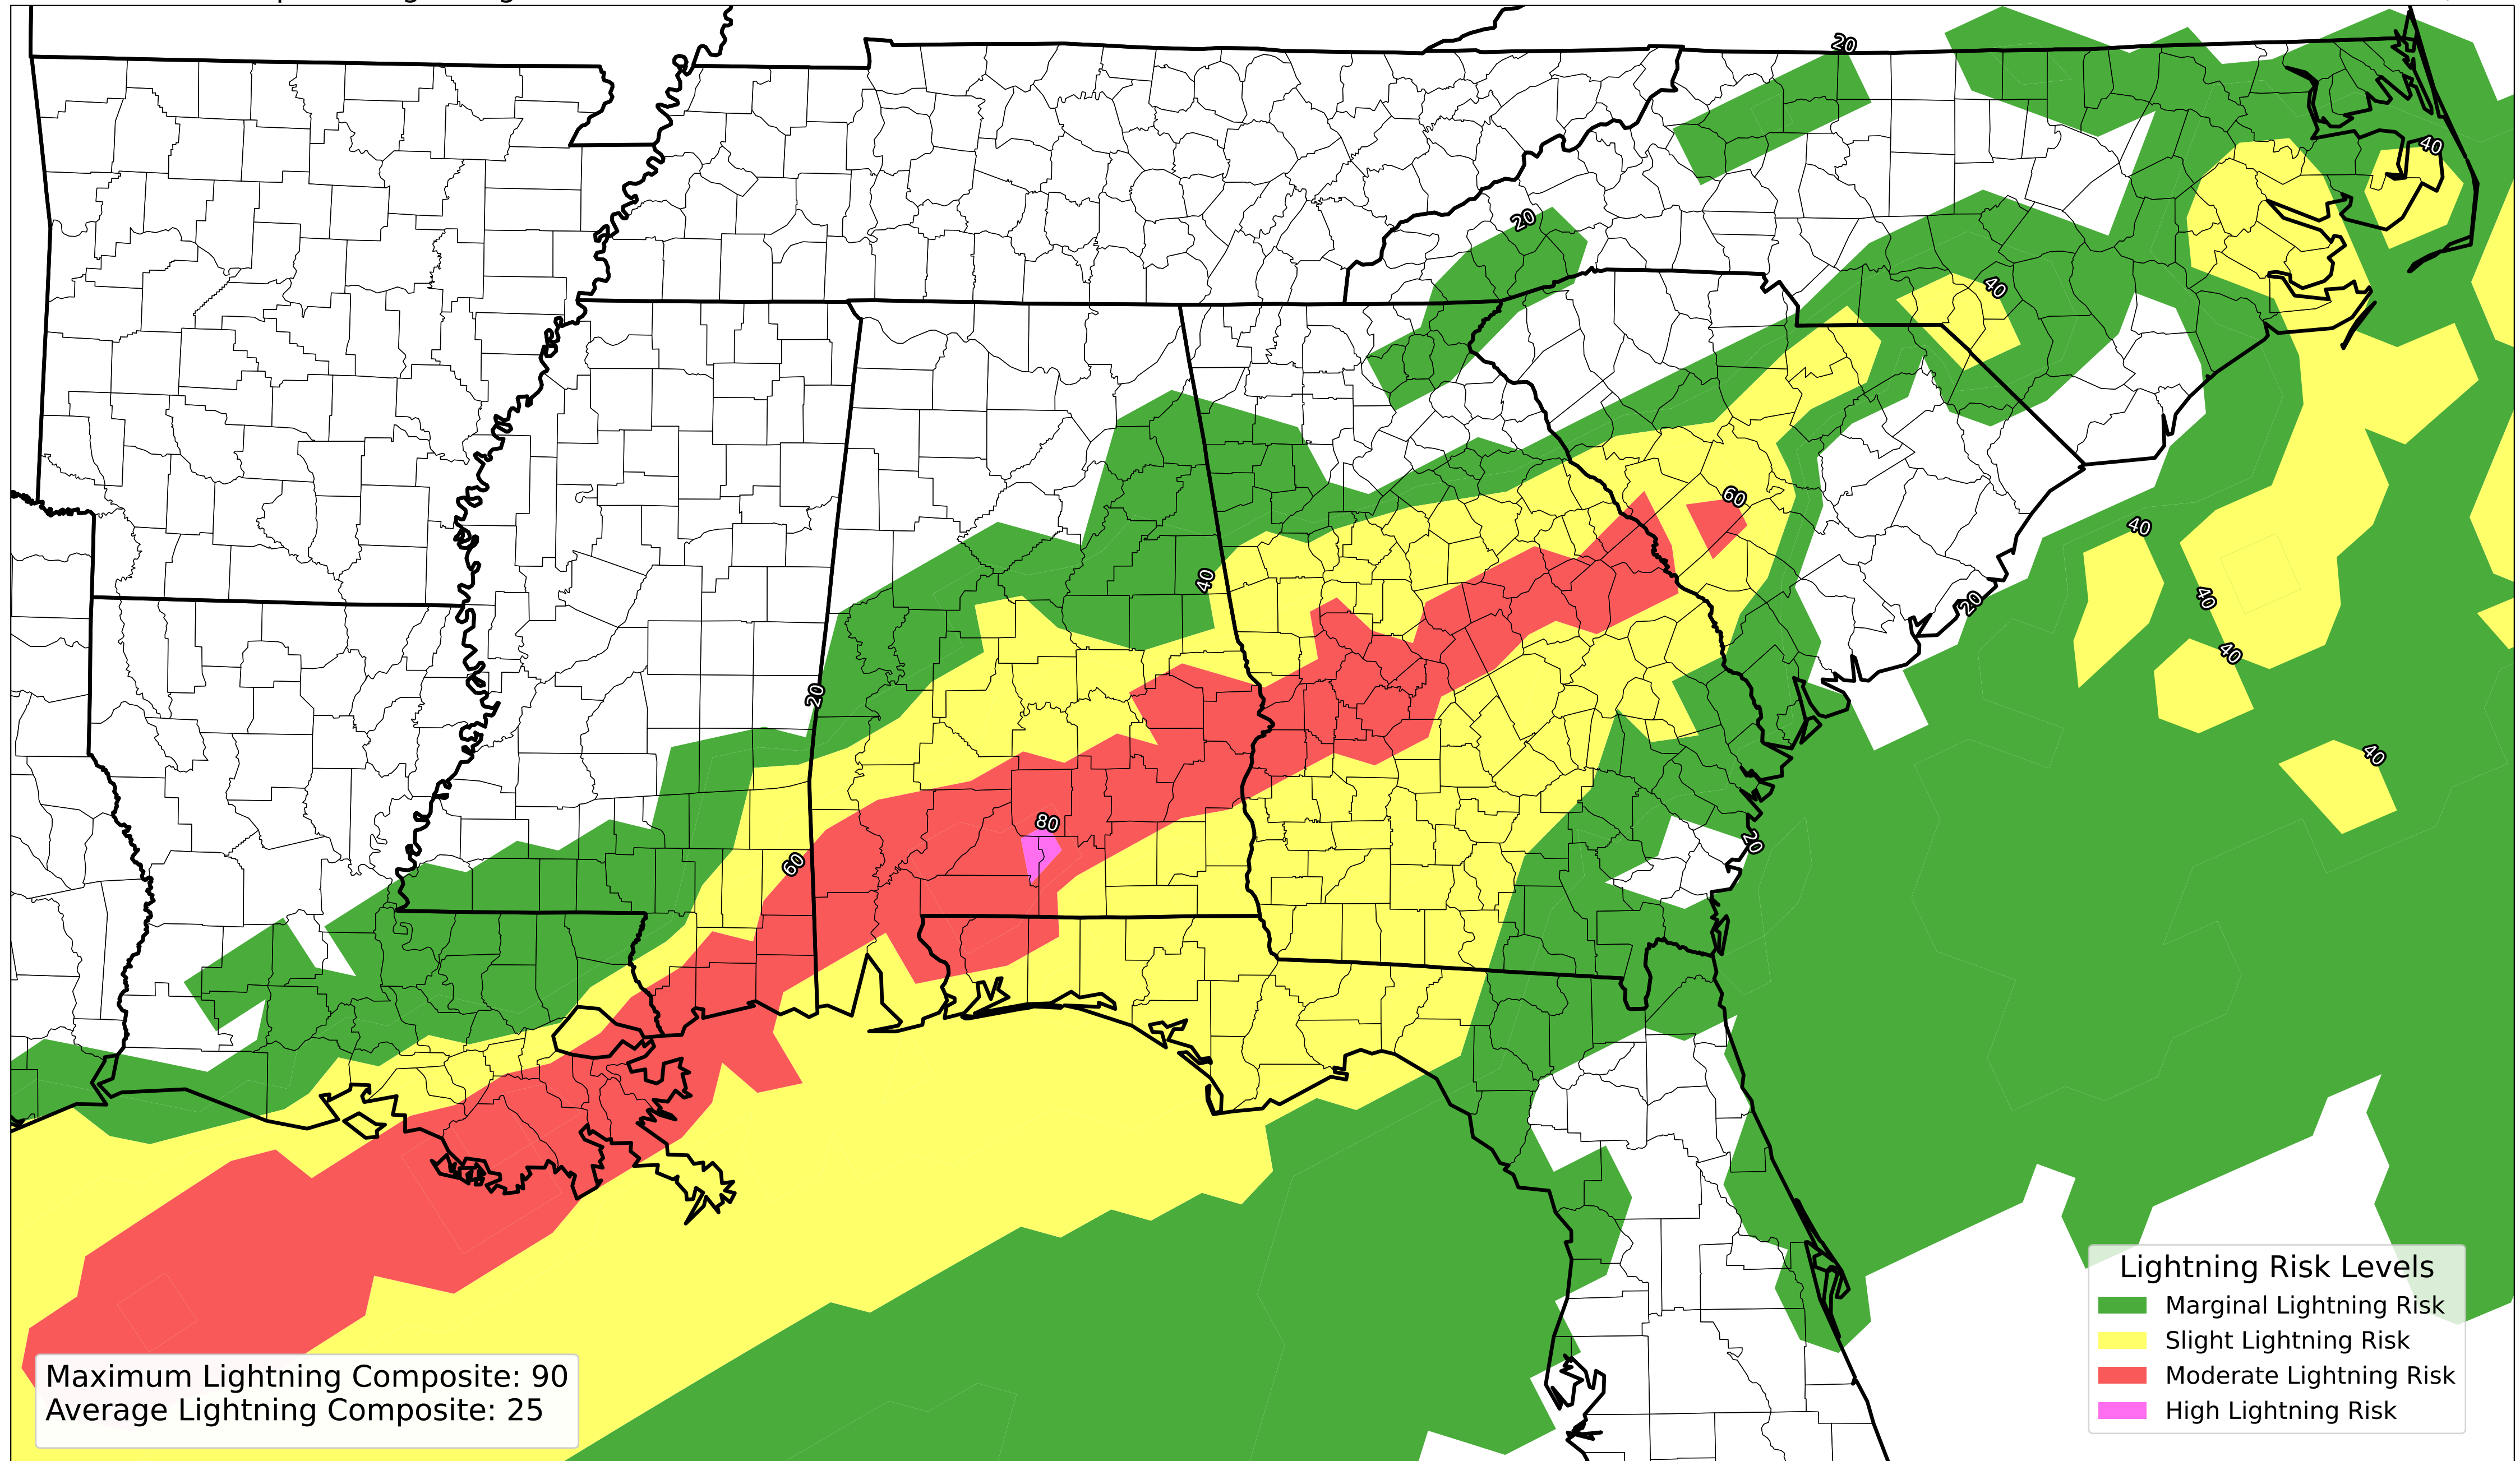 20
40
20
40
60
40
40
40
20
40
20
40
80
20
60
Lightning Risk Levels
Marginal Lightning Risk
Slight Lightning Risk
Moderate Lightning Risk
High Lightning Risk
Maximum Lightning Composite: 90
Average Lightning Composite: 25